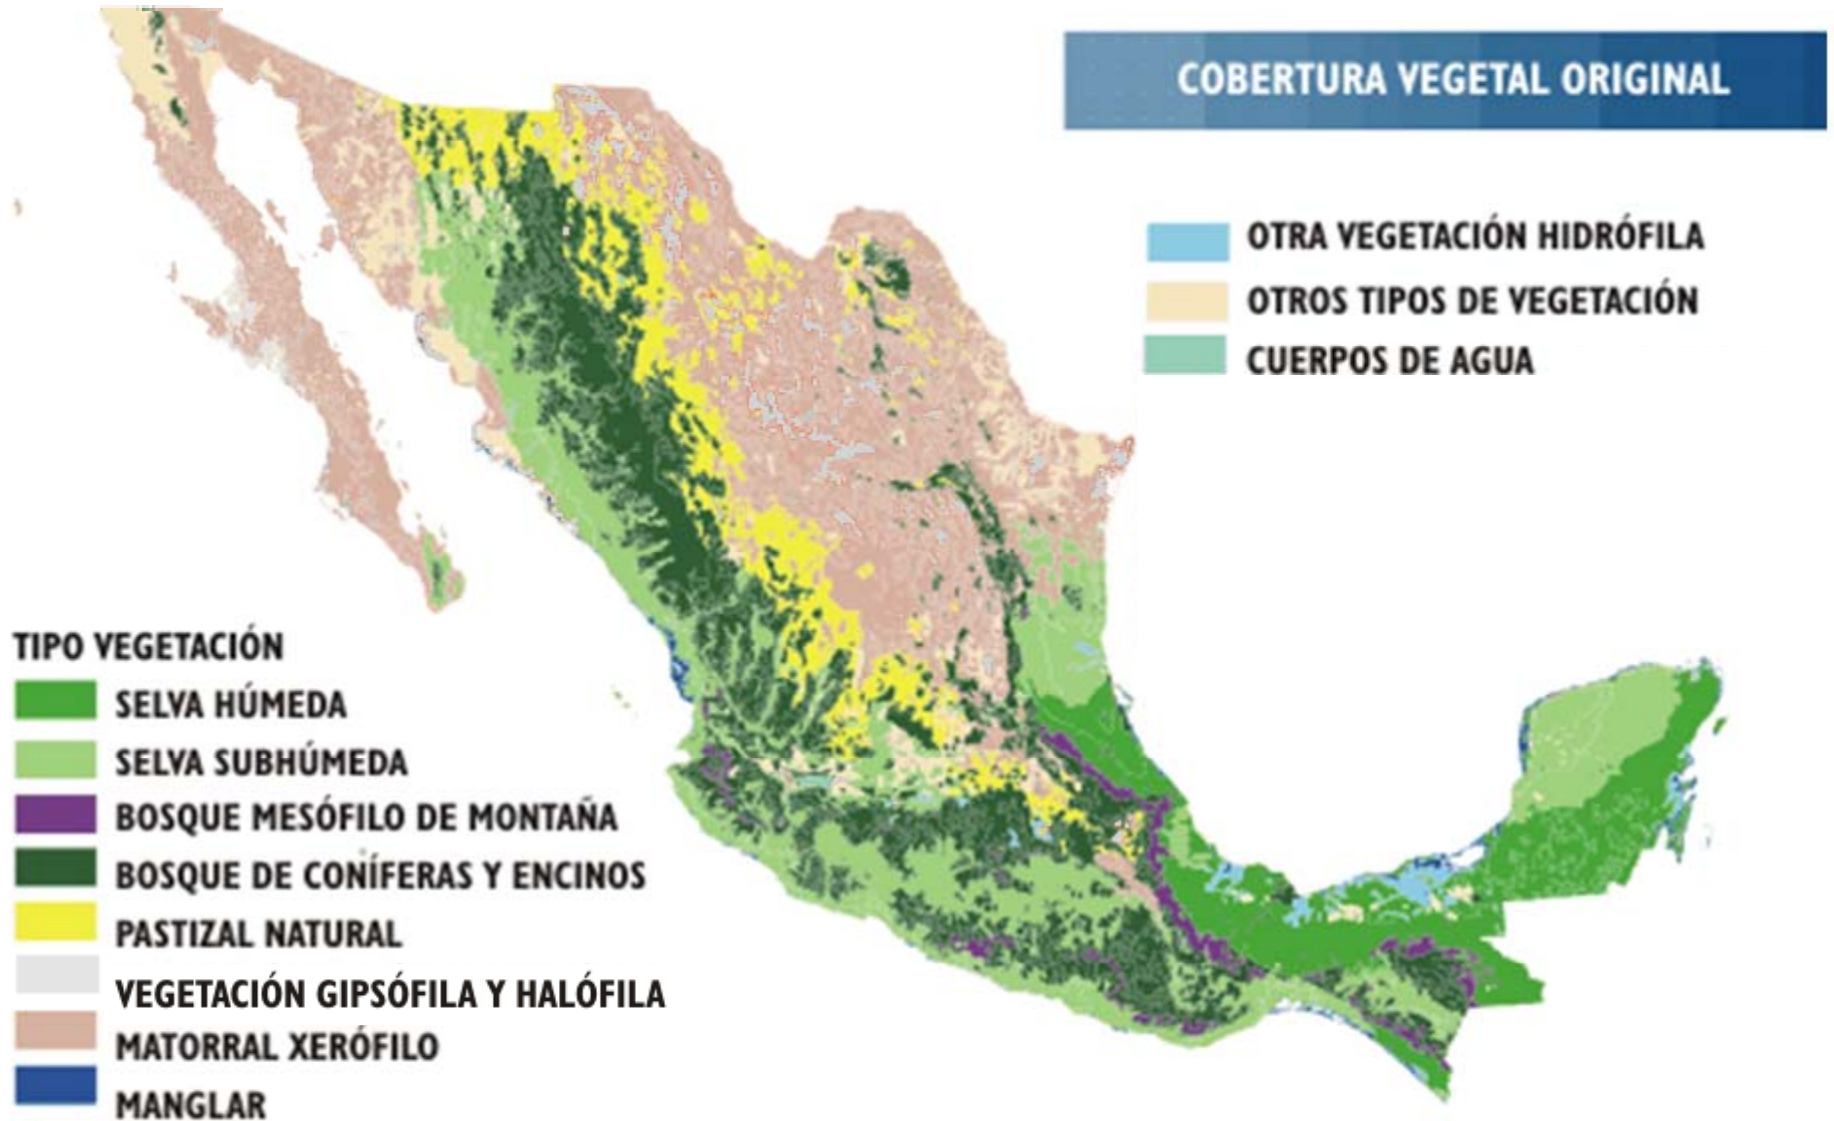 COBERTURA VEGETAL ORIGINAL
OTRA VEGETACIÓN HIDRÓFILA
OTROS TIPOS DE VEGETACIÓN
CUERPOS DE AGUA
TIPO VEGETACIÓN
SELVA HÚMEDA
SELVA SUBHÚMEDA
BOSQUE MESÓFILO DE MONTAÑA
BOSQUE DE CONÍFERAS Y ENCINOS
PASTIZAL NATURAL
VEGETACIÓN GIPSÓFILA Y HALÓFILA
MATORRAL XERÓFILO
MANGLAR